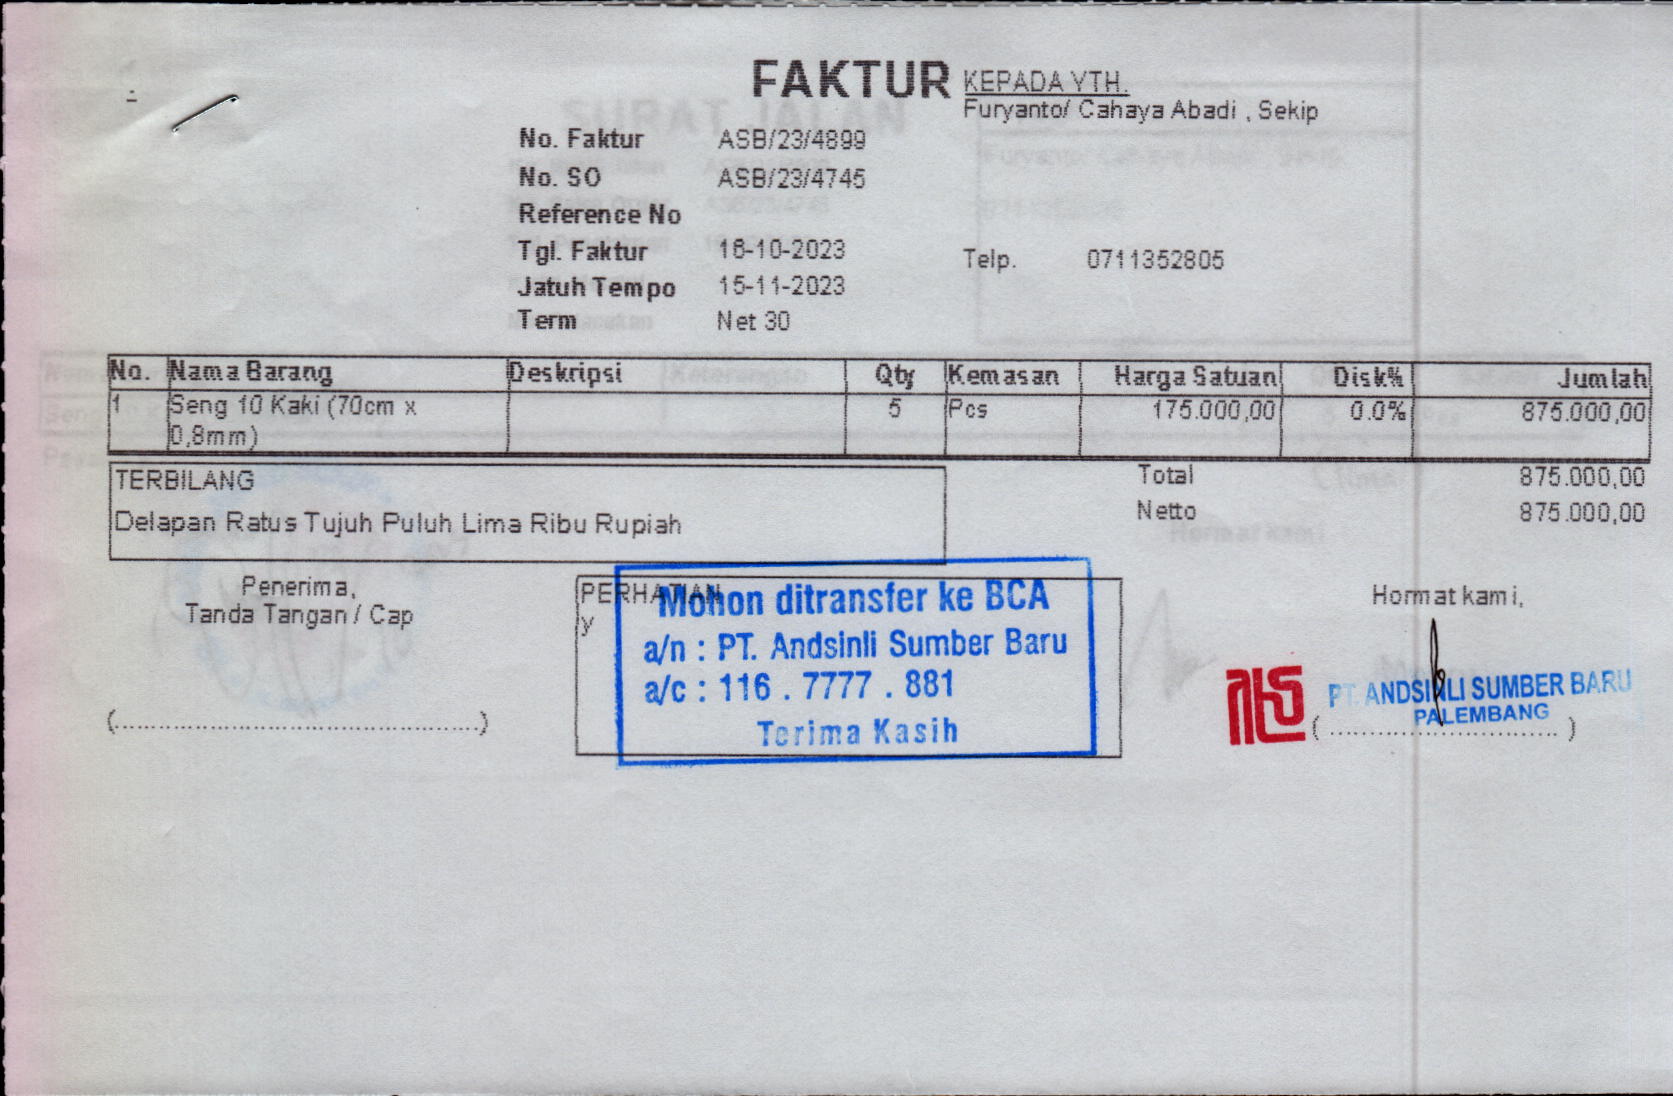 FAKTUR
KEPADA YTH.
Furyanto/ Cahaya Abadi , Sekip
No. Faktur ASB/23/4899
No. SO ASB/23/4745
Reference No
Tgl. Faktur 16-10-2023
Telp. 0711352805
Jatuh Tempo 15-11-2023
Term Net 30
No. Nama Barang Deskripsi Qty Kemasan Harga Satuan Disk% Jumlah
1 Seng 10 Kaki (70cm x 5 Pcs 175.000,00 0.0% 875.000,00
0,8mm)
TERBILANG
Delapan Ratus Tujuh Puluh Lima Ribu Rupiah
Total 875.000,00
Netto 875.000,00
Penerima,
Tanda Tangan / Cap
(..............................................)
PERHATIAN
y
Mohon ditransfer ke BCA
a/n : PT. Andsinli Sumber Baru
a/c : 116 . 7777 . 881
Terima Kasih
Hormat kami,
PT. ANDSINLI SUMBER BARU
PALEMBANG
( ............................. )